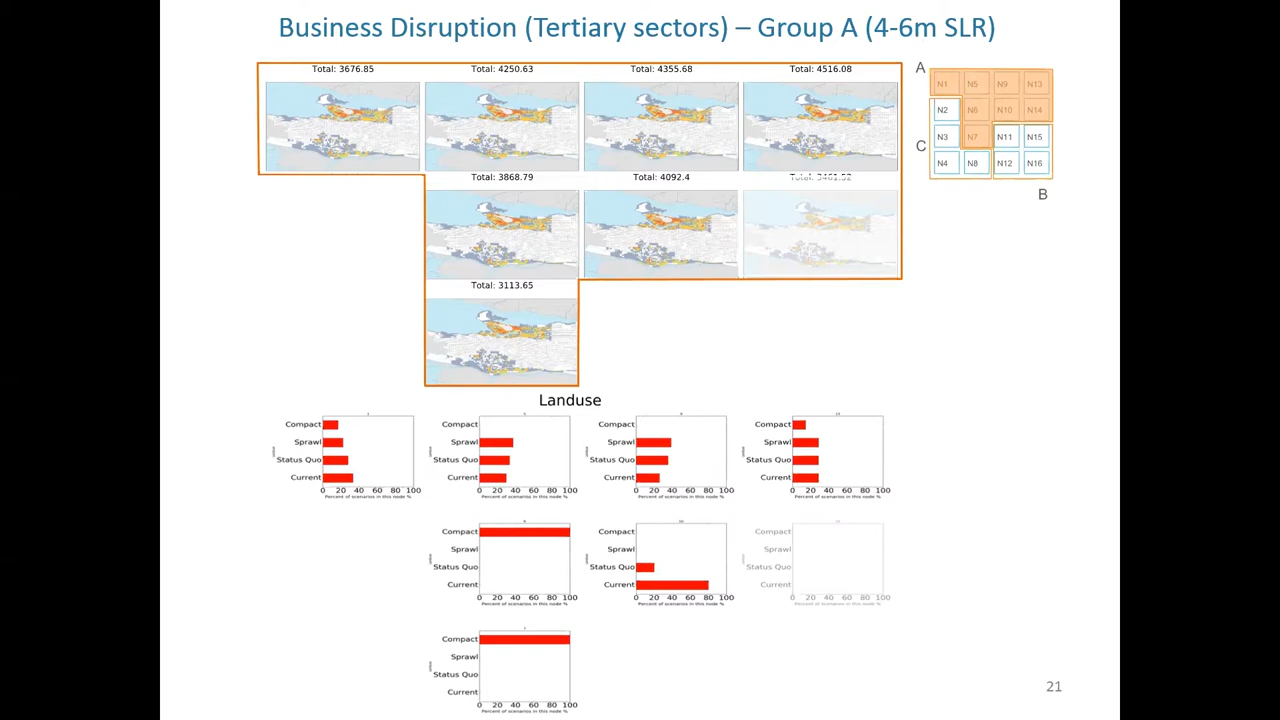 Business Disruption (Tertiary sectors) – Group A (4-6m SLR)
Total: 3676.85 Total: 4250.63 Total: 4355.68 Total: 4516.08
A
N1 N5 N9 N13
N2 N6 N10 N14
N3 N7 N11 N15
C
N4 N8 N12 N16
B
Total: 3868.79 Total: 4092.4 Total: 3461.52
Total: 3113.65
Landuse
Compact
Sprawl
Status Quo
Current
0 20 40 60 80 100
Percent of scenarios in this node %
Compact
Sprawl
Status Quo
Current
0 20 40 60 80 100
Percent of scenarios in this node %
Compact
Sprawl
Status Quo
Current
0 20 40 60 80 100
Percent of scenarios in this node %
Compact
Sprawl
Status Quo
Current
0 20 40 60 80 100
Percent of scenarios in this node %
Compact
Sprawl
Status Quo
Current
0 20 40 60 80 100
Percent of scenarios in this node %
Compact
Sprawl
Status Quo
Current
0 20 40 60 80 100
Percent of scenarios in this node %
Compact
Sprawl
Status Quo
Current
0 20 40 60 80 100
Percent of scenarios in this node %
Compact
Sprawl
Status Quo
Current
0 20 40 60 80 100
Percent of scenarios in this node %
21